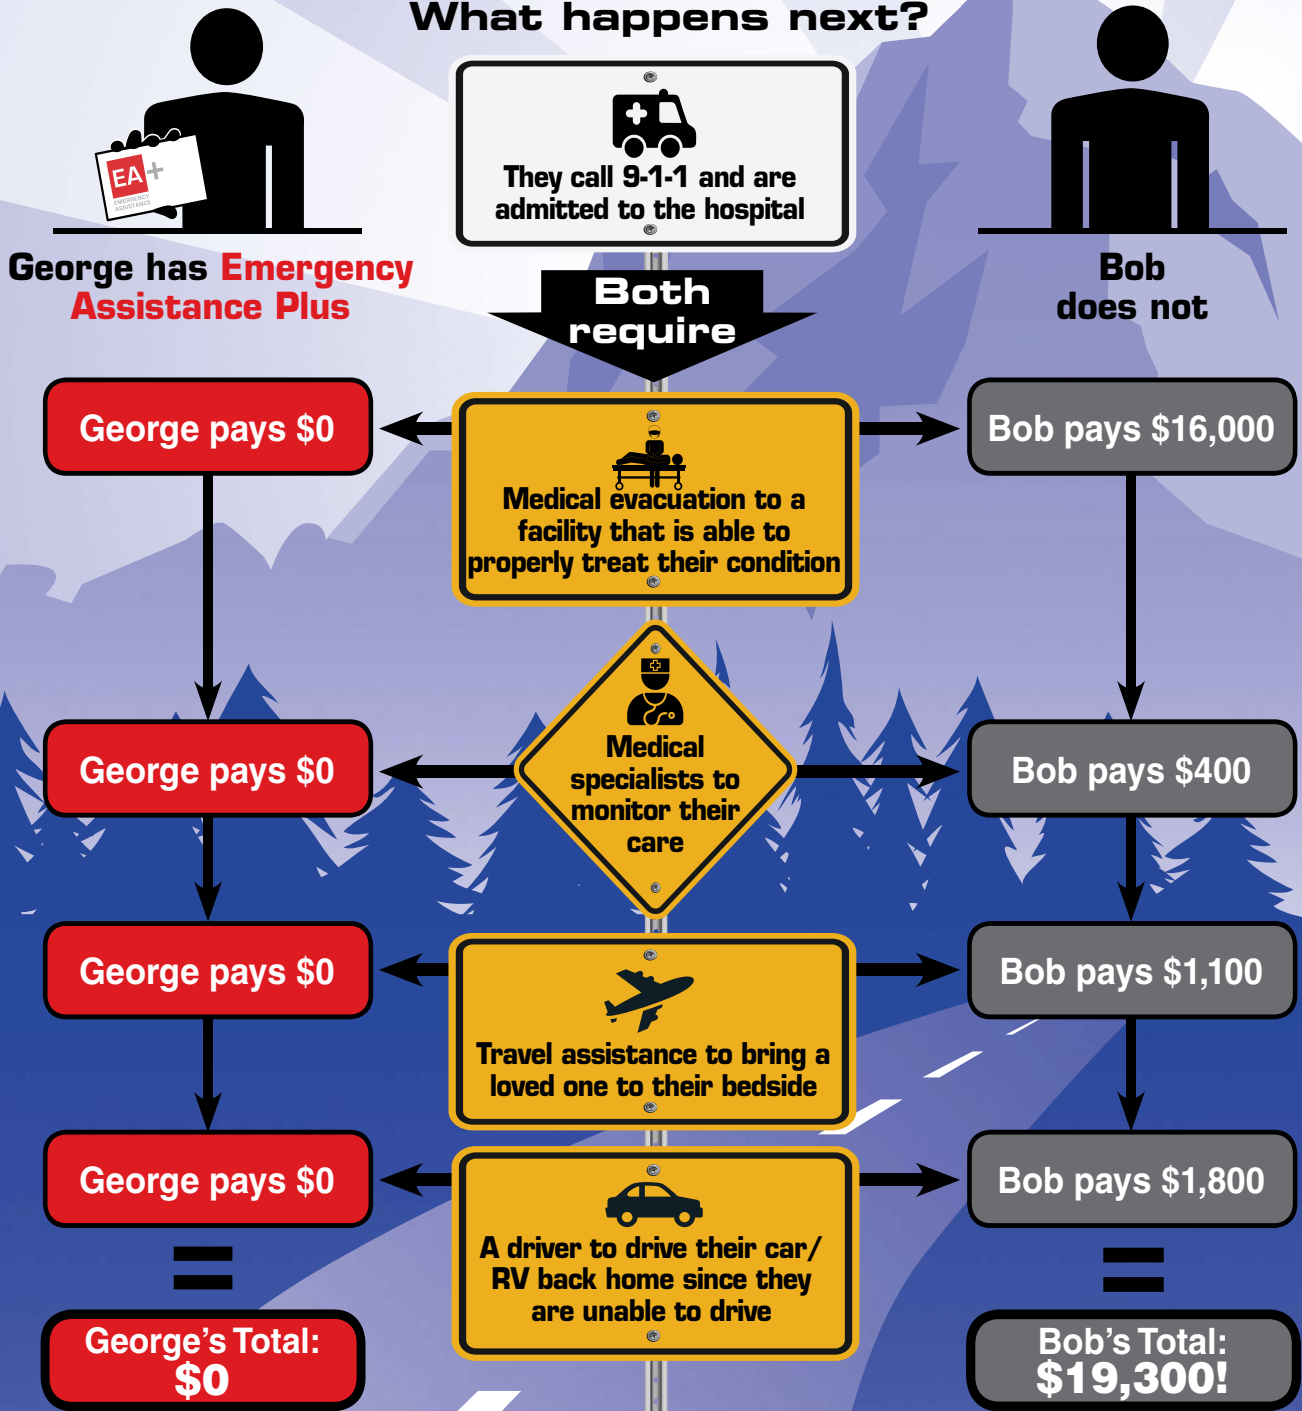 What happens next?
EA+
EMERGENCY
ASSISTANCE
They call 9-1-1 and are
admitted to the hospital
George has Emergency
Assistance Plus
Bob
does not
Both
require
George pays $0
Medical evacuation to a
facility that is able to
properly treat their condition
Bob pays $16,000
George pays $0
Medical
specialists to
monitor their
care
Bob pays $400
George pays $0
Travel assistance to bring a
loved one to their bedside
Bob pays $1,100
George pays $0
A driver to drive their car/
RV back home since they
are unable to drive
Bob pays $1,800
=
=
George's Total:
$0
Bob's Total:
$19,300!